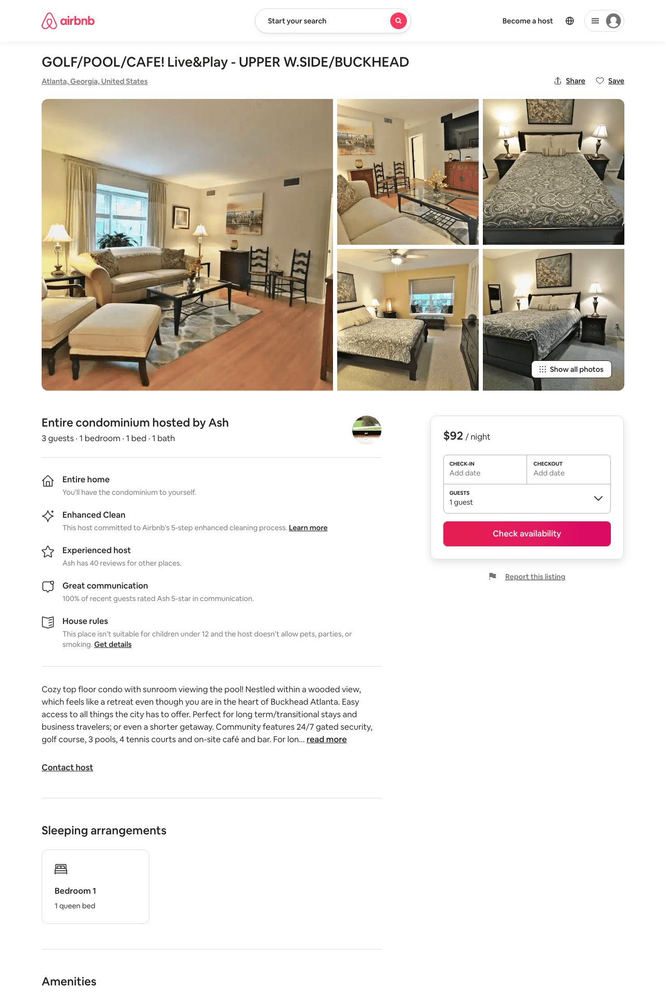 airbnb
Start your search
Become a host
GOLF/POOL/CAFE! Live&Play - UPPER W.SIDE/BUCKHEAD
Atlanta, Georgia, United States
Share
Save
Show all photos
Entire condominium hosted by Ash
3 guests · 1 bedroom · 1 bed · 1 bath
Entire home
You'll have the condominium to yourself.
Enhanced Clean
This host committed to Airbnb's 5-step enhanced cleaning process. Learn more
Experienced host
Ash has 40 reviews for other places.
Great communication
100% of recent guests rated Ash 5-star in communication.
House rules
This place isn't suitable for children under 12 and the host doesn't allow pets, parties, or
smoking. Get details
$92 / night
CHECK-IN
Add date
CHECKOUT
Add date
GUESTS
1 guest
Check availability
Report this listing
Cozy top floor condo with sunroom viewing the pool! Nestled within a wooded view,
which feels like a retreat even though you are in the heart of Buckhead Atlanta. Easy
access to all things the city has to offer. Perfect for long term/transitional stays and
business travelers; or even a shorter getaway. Community features 24/7 gated security,
golf course, 3 pools, 4 tennis courts and on-site café and bar. For lon... read more
Contact host
Sleeping arrangements
Bedroom 1
1 queen bed
Amenities